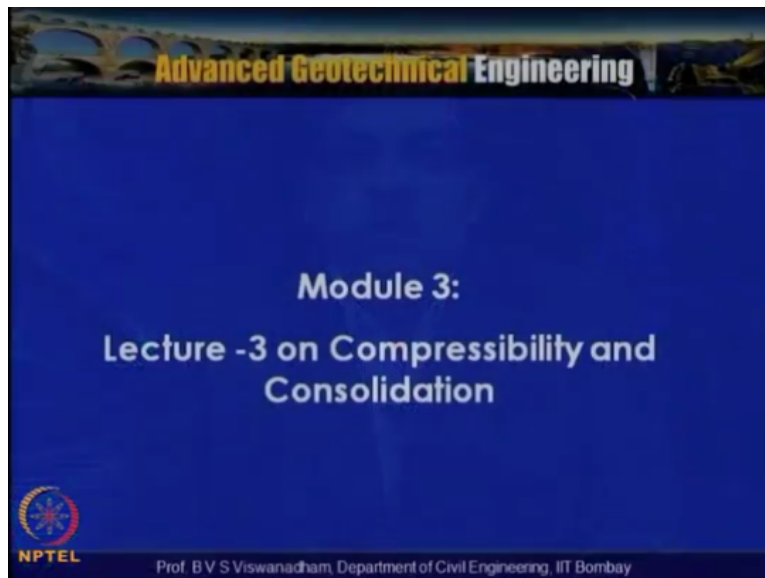 Advanced Geotechnical Engineering
Module 3:
Lecture -3 on Compressibility and
Consolidation
NPTEL
Prof. B V S Viswanadham, Department of Civil Engineering, IIT Bombay